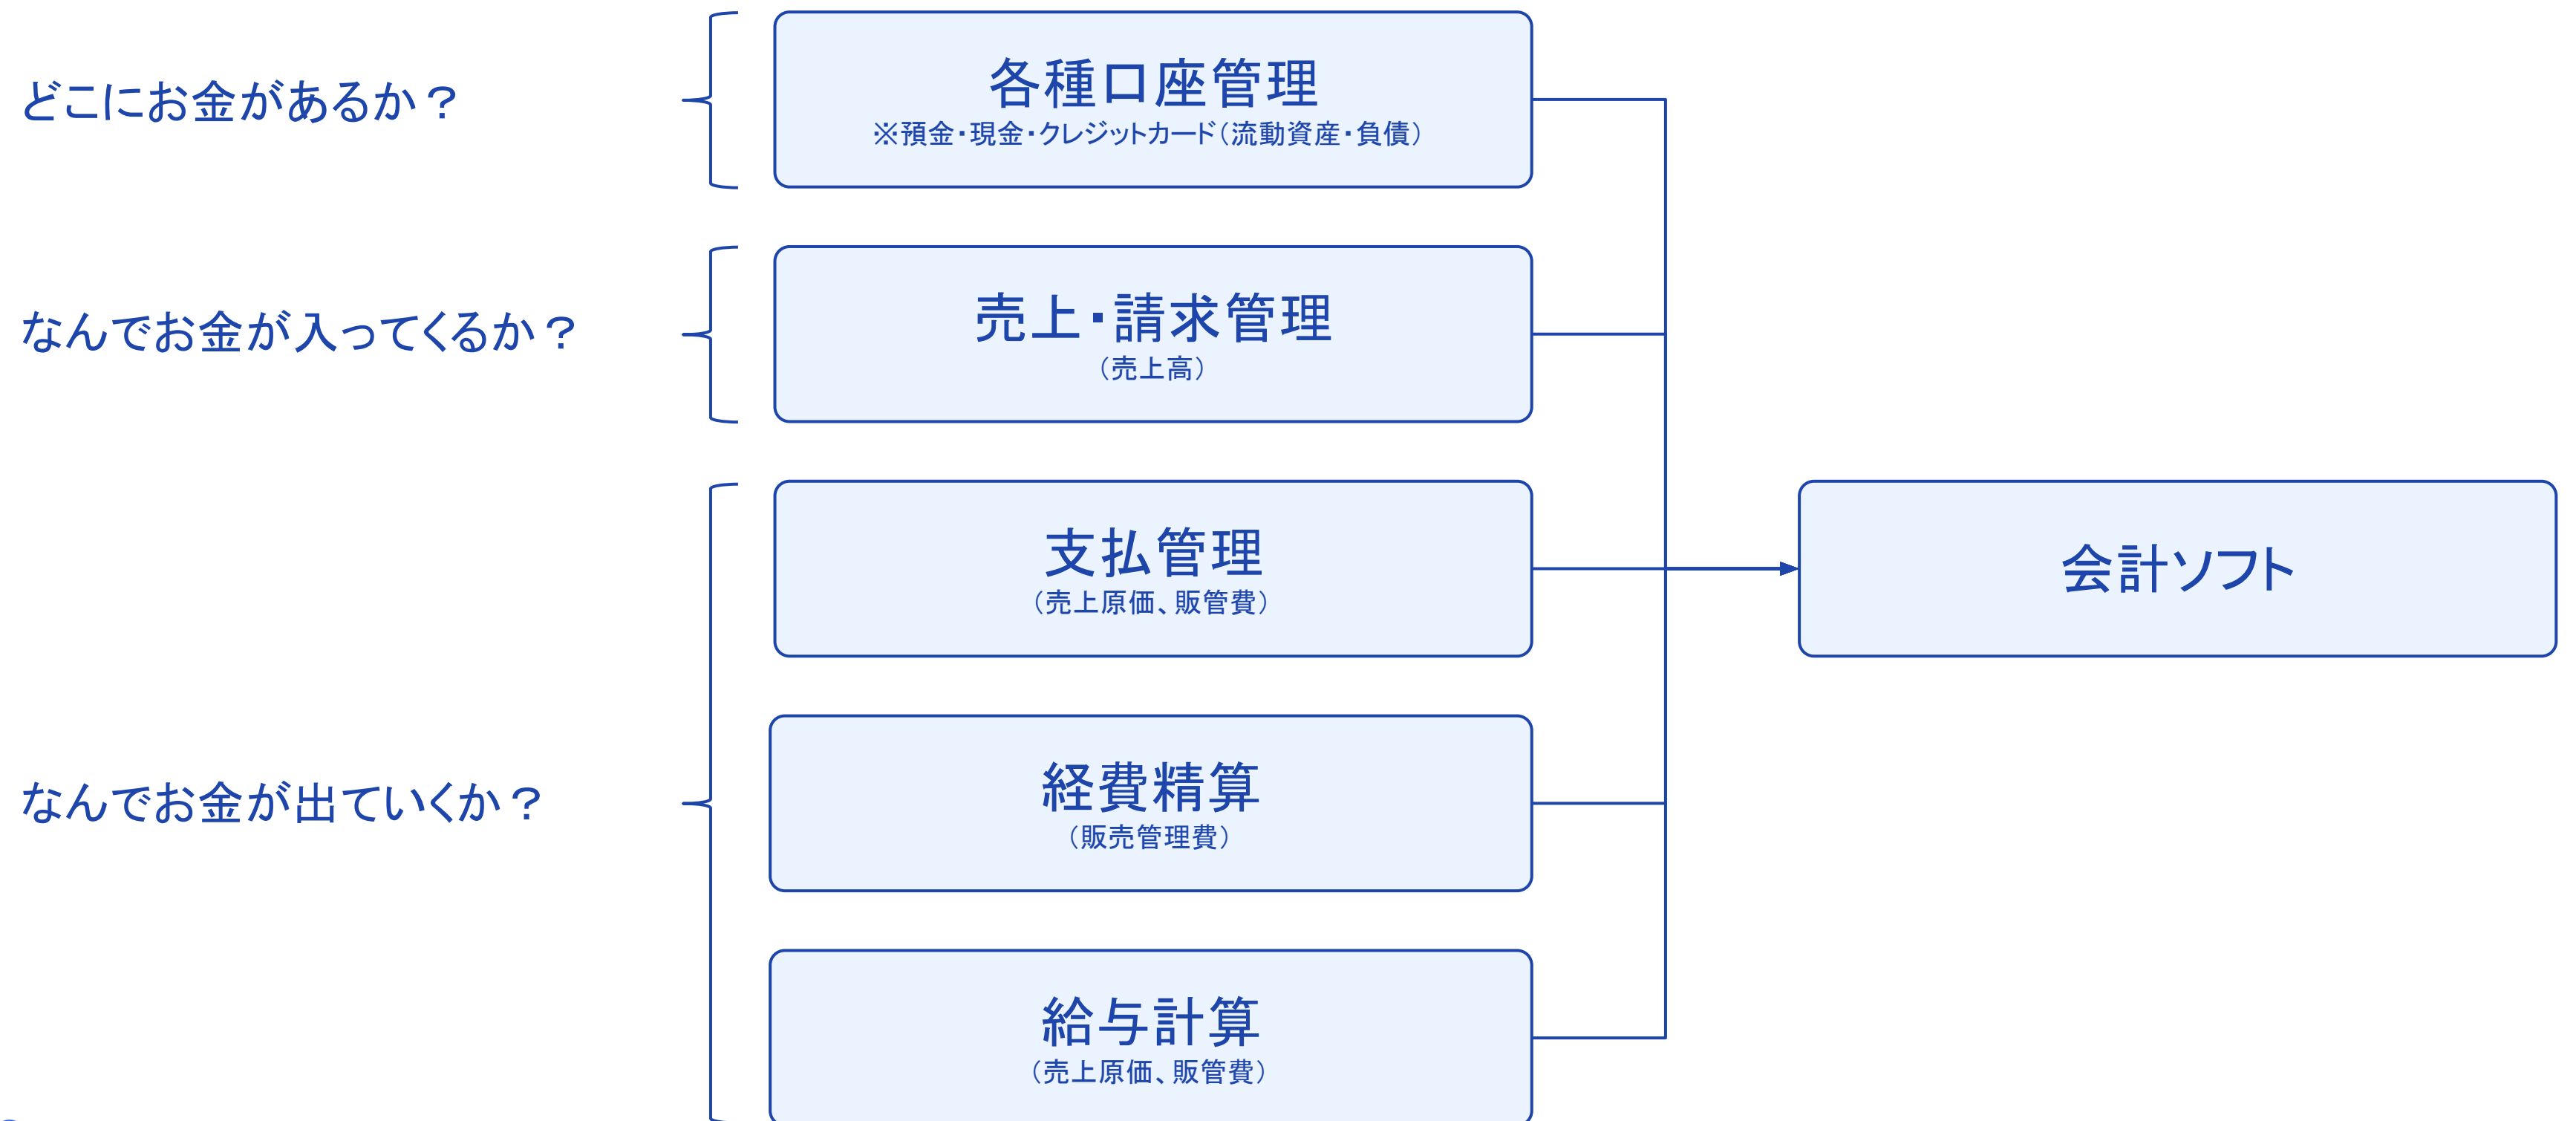 どこにお金があるか？
各種口座管理
※預金・現金・クレジットカード（流動資産・負債）
なんでお金が入ってくるか？
売上・請求管理
（売上高）
支払管理
（売上原価、販管費）
会計ソフト
なんでお金が出ていくか？
経費精算
（販売管理費）
給与計算
（売上原価、販管費）